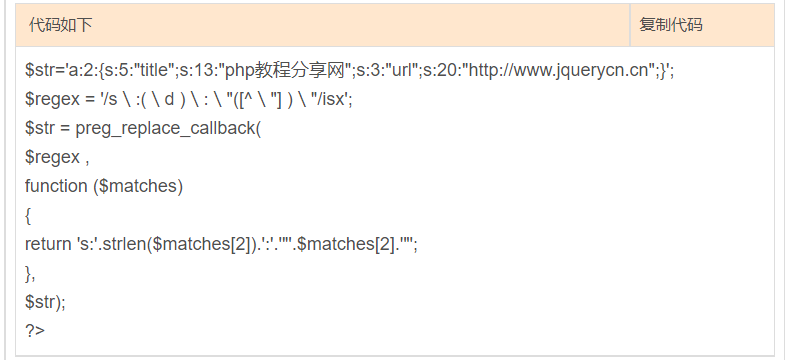 代码如下 复制代码
$str='a:2:{s:5:"title";s:13:"php教程分享网";s:3:"url";s:20:"http://www.jquerycn.cn";}';
$regex = '/s \ :( \ d ) \ : \ "([^ \ "] ) \ "/isx';
$str = preg_replace_callback(
$regex ,
function ($matches)
{
return 's:'.strlen($matches[2]).':'.'"'.$matches[2].'"';
},
$str);
?>